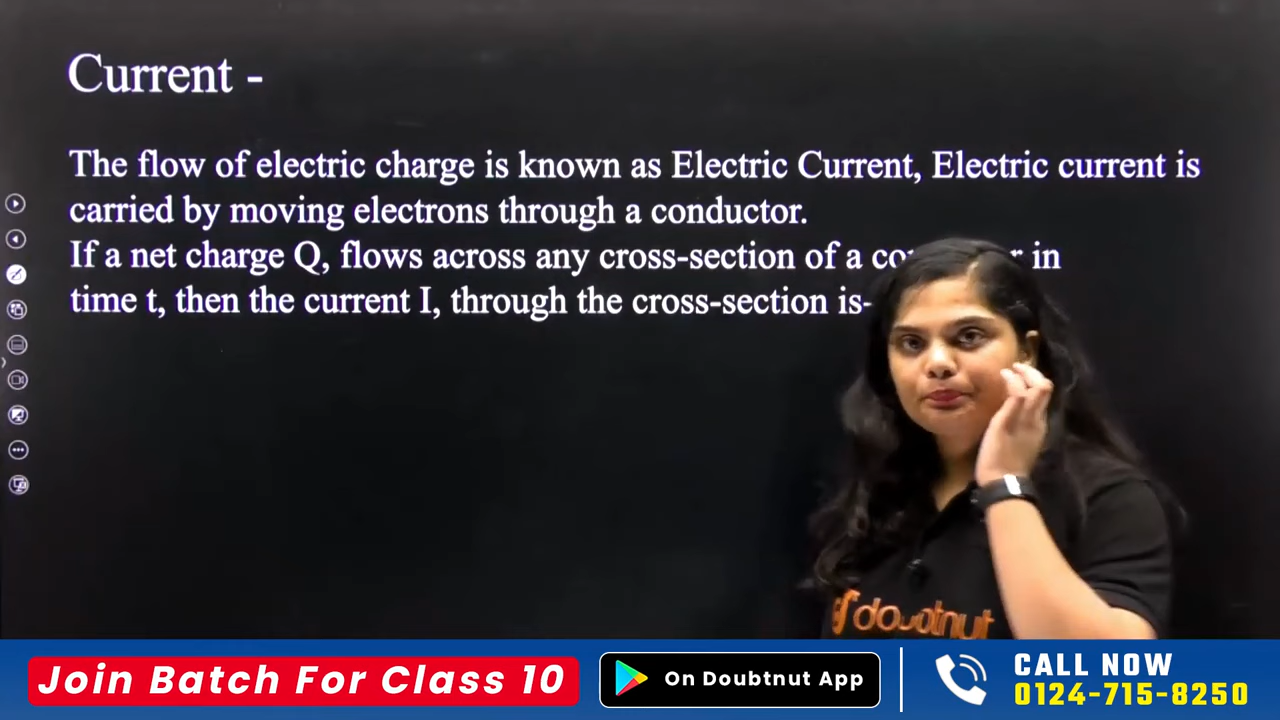 Current -
The flow of electric charge is known as Electric Current, Electric current is
carried by moving electrons through a conductor.
If a net charge Q, flows across any cross-section of a in
time t, then the current I, through the cross-section is-
doubtnut
Join Batch For Class 10
On Doubtnut App
CALL NOW
0124-715-8250